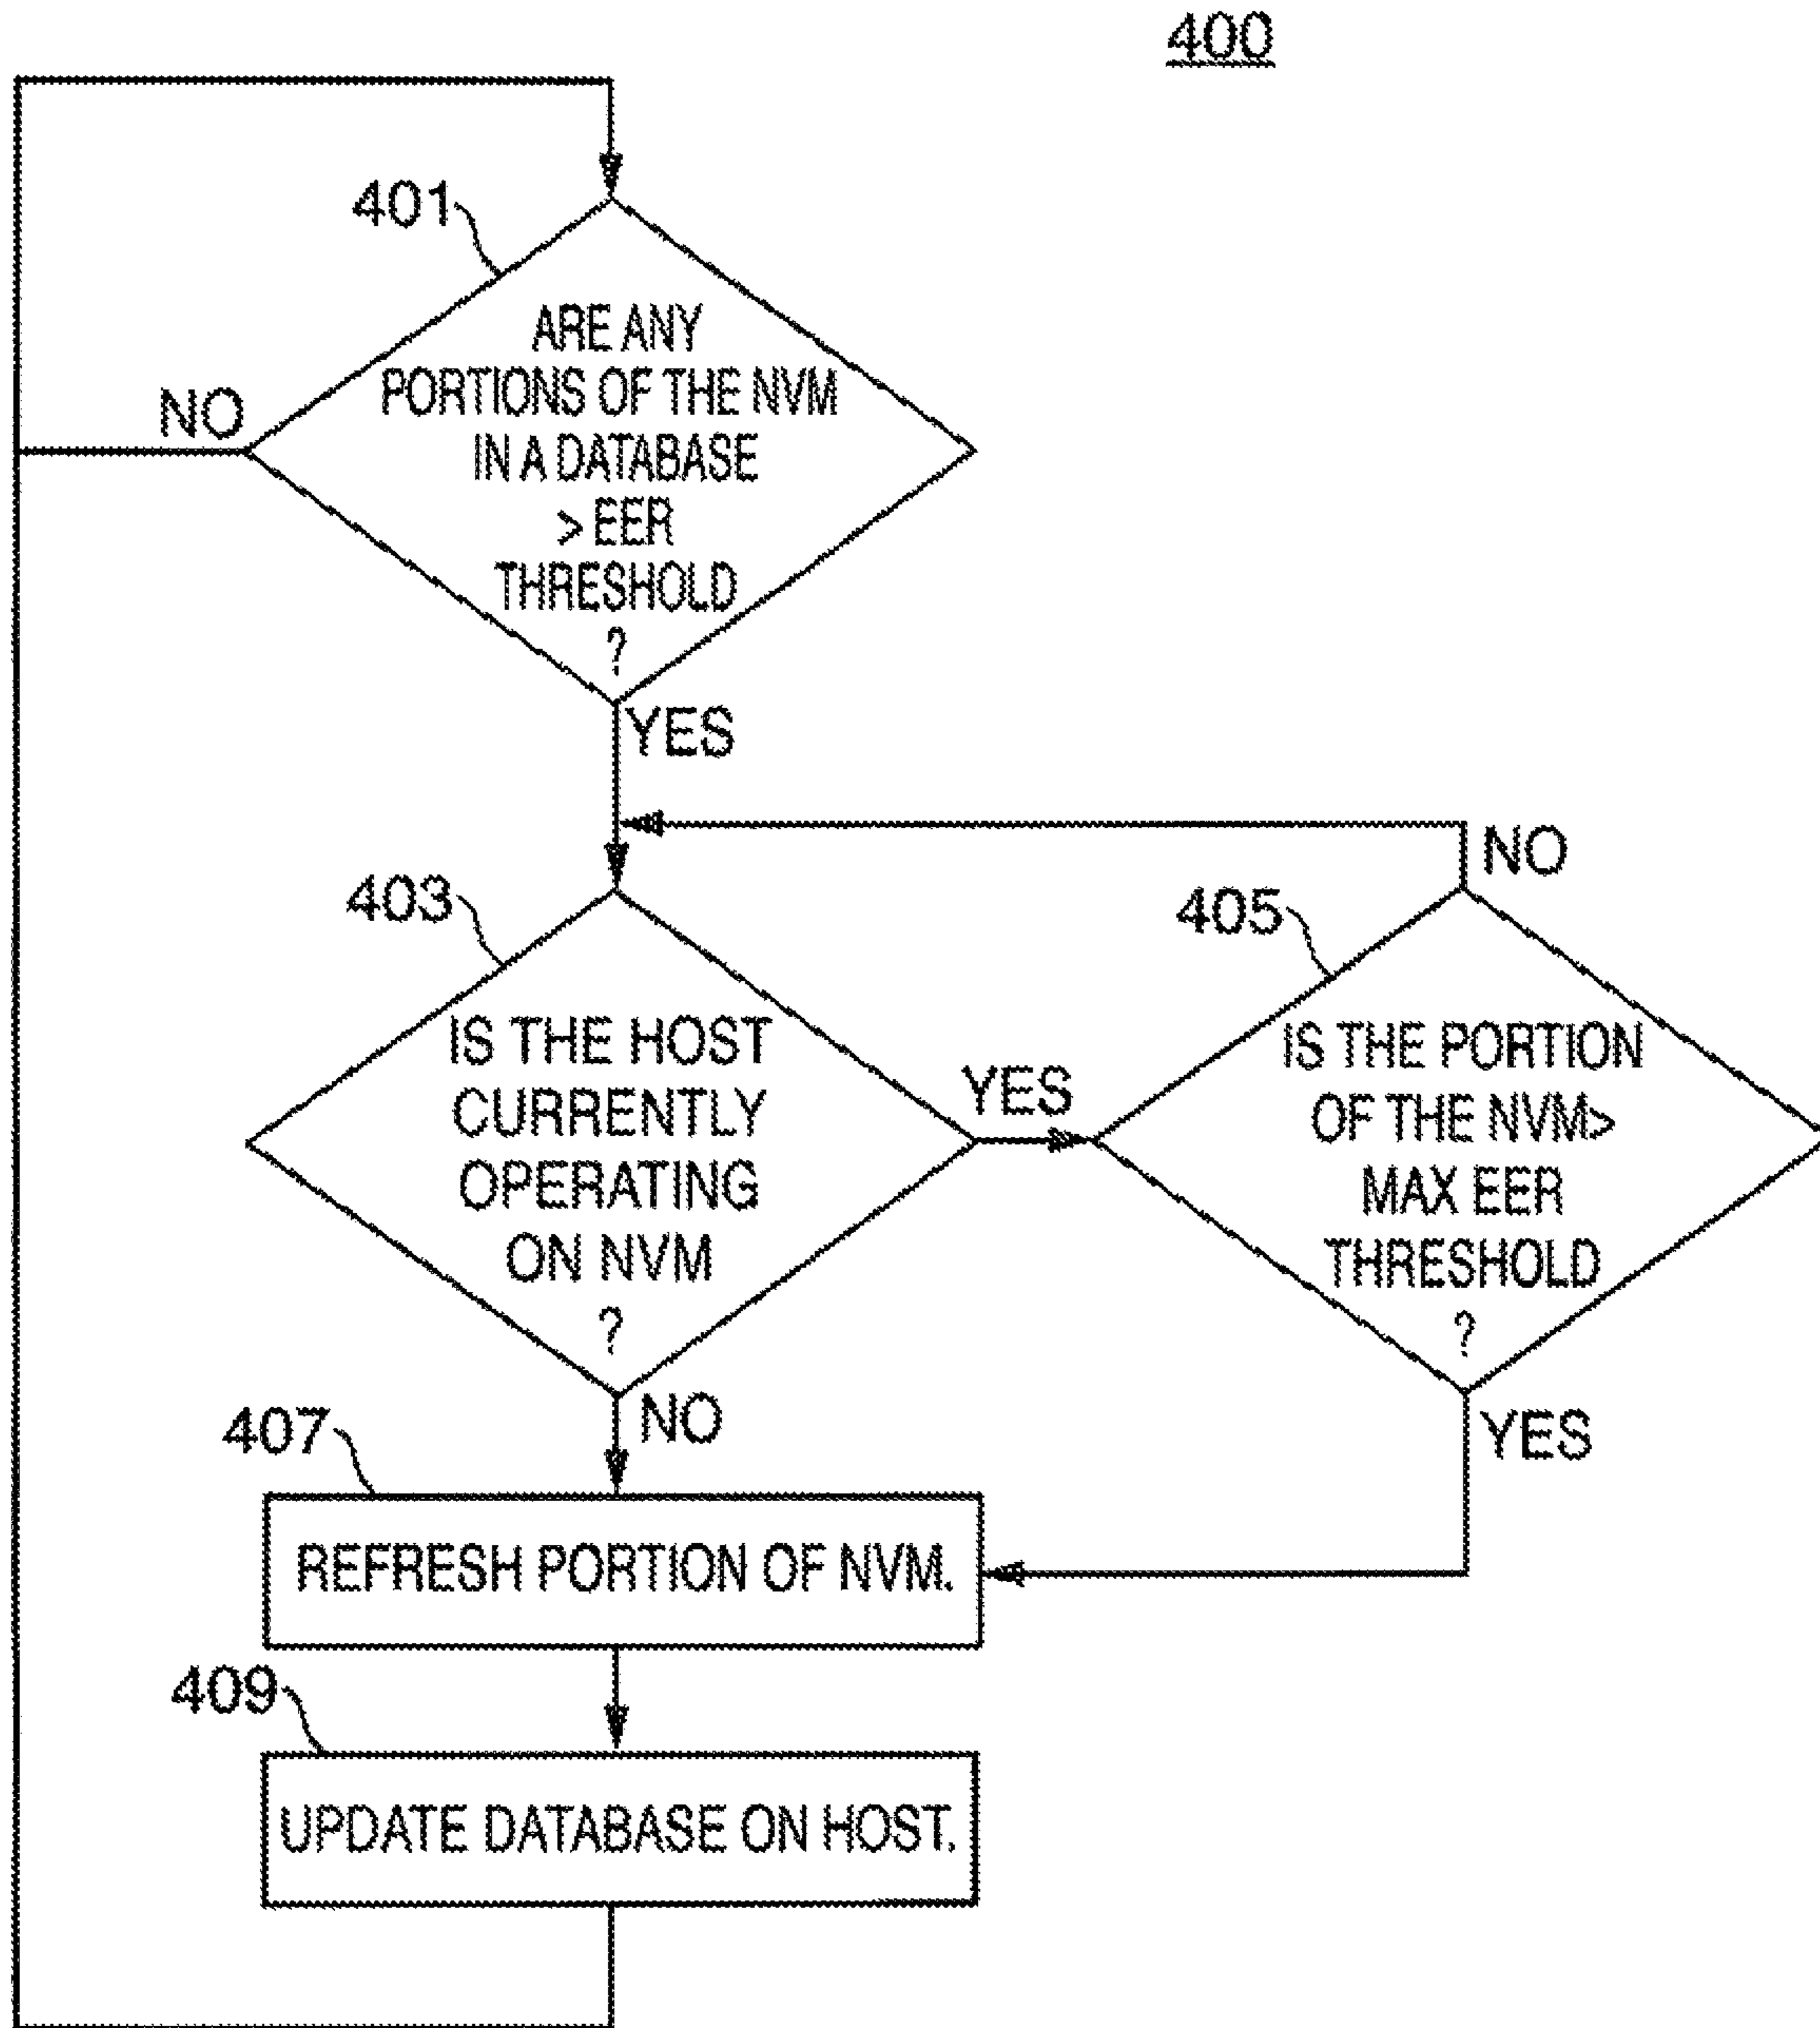 400
401
ARE ANY
PORTIONS OF THE NVM
IN A DATABASE
> EER
THRESHOLD
?
NO
YES
403
IS THE HOST
CURRENTLY
OPERATING
ON NVM
?
YES
NO
405
IS THE PORTION
OF THE NVM>
MAX EER
THRESHOLD
?
NO
YES
407
REFRESH PORTION OF NVM.
409
UPDATE DATABASE ON HOST.